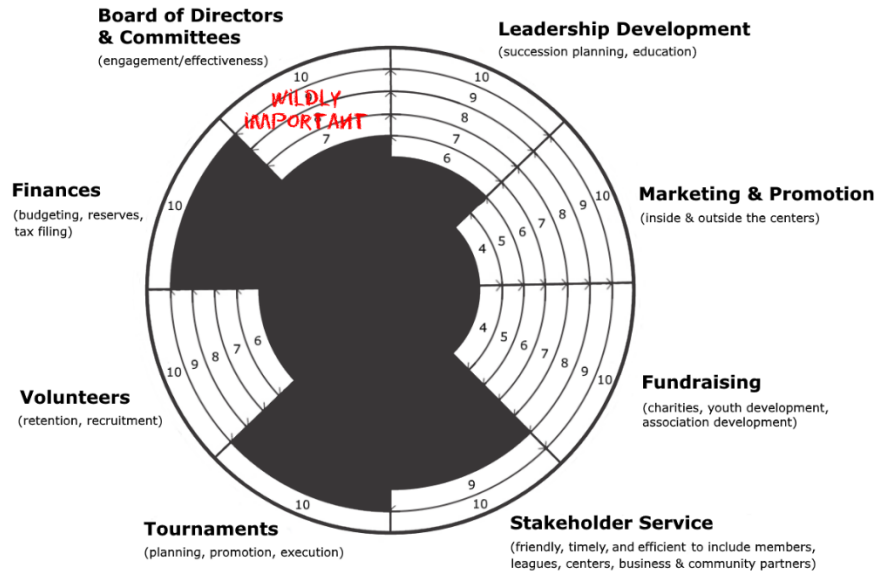 Board of Directors
& Committees
(engagement/effectiveness)
Leadership Development
(succession planning, education)
10
WILDLY
IMPORTANT
7
10
9
8
7
6
Finances
(budgeting, reserves,
tax filing)
10
4 5 6 7 8 9 10
Marketing & Promotion
(inside & outside the centers)
Volunteers
(retention, recruitment)
10 9 8 7 6
4 5 6 7 8 9 10
Fundraising
(charities, youth development,
association development)
10
9
10
Tournaments
(planning, promotion, execution)
Stakeholder Service
(friendly, timely, and efficient to include members,
leagues, centers, business & community partners)